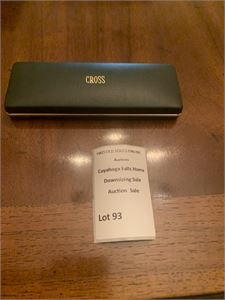 CROSS
Auctions
Cuyahoga Falls Home
Downsizing Sale
Auction Sale
Lot 93